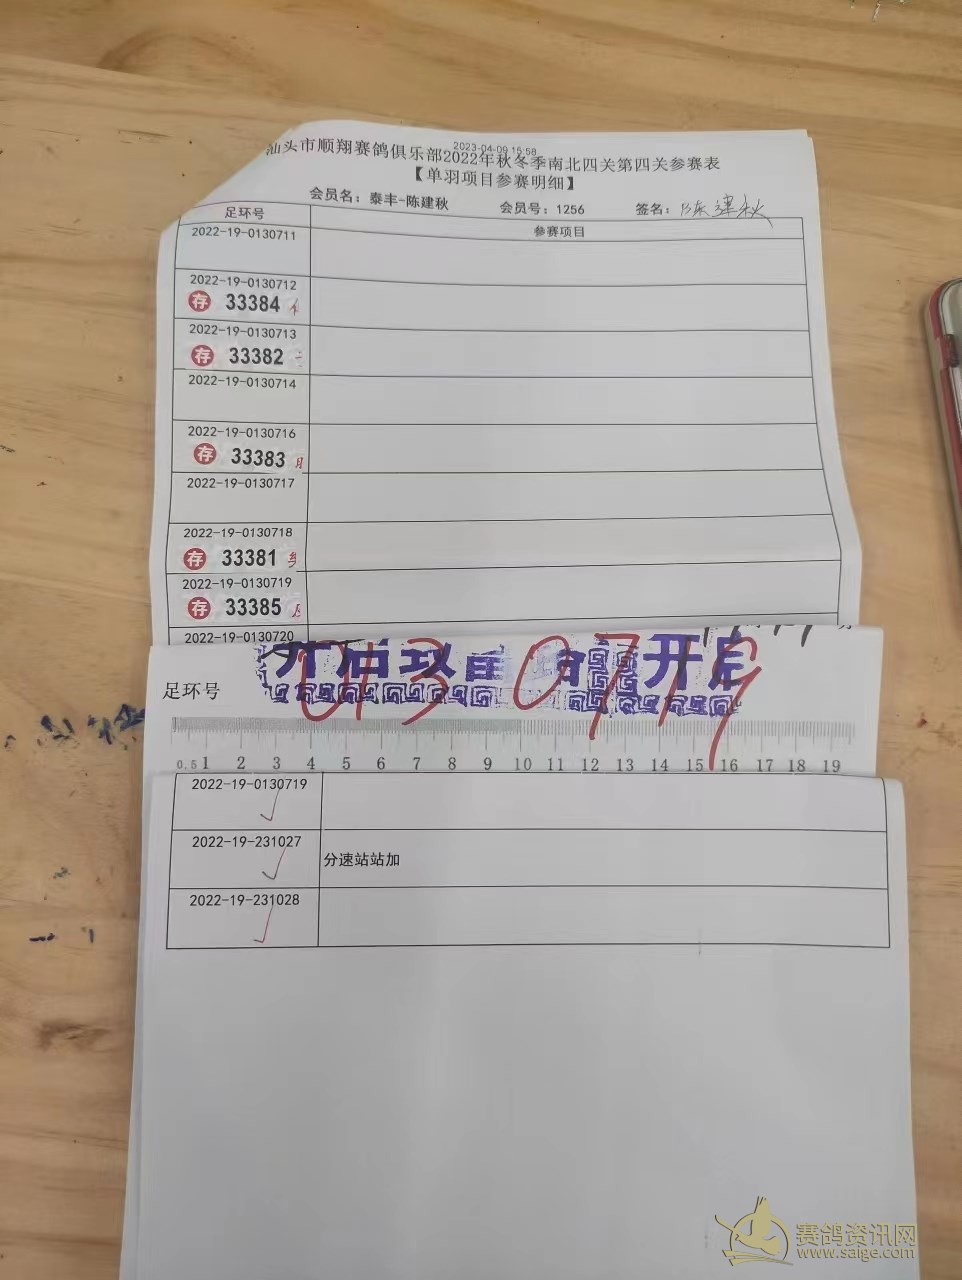 2023-04-09 15:58
汕头市顺翔赛鸽俱乐部2022年秋冬季南北四关第四关参赛表
【单羽项目参赛明细】
会员名：泰丰-陈建秋 会员号：1256 签名：陈建秋
足环号 参赛项目
2022-19-0130711
2022-19-0130712
存 33384
2022-19-0130713
存 33382
2022-19-0130714
2022-19-0130716
存 33383
2022-19-0130717
2022-19-0130718
存 33381
2022-19-0130719
存 33385
2022-19-0130720
开启
足环号 0130719
0.5 1 2 3 4 5 6 7 8 9 10 11 12 13 14 15 16 17 18 19
2022-19-0130719
2022-19-231027 分速站站加
2022-19-231028
赛鸽资讯网
www.saige.com